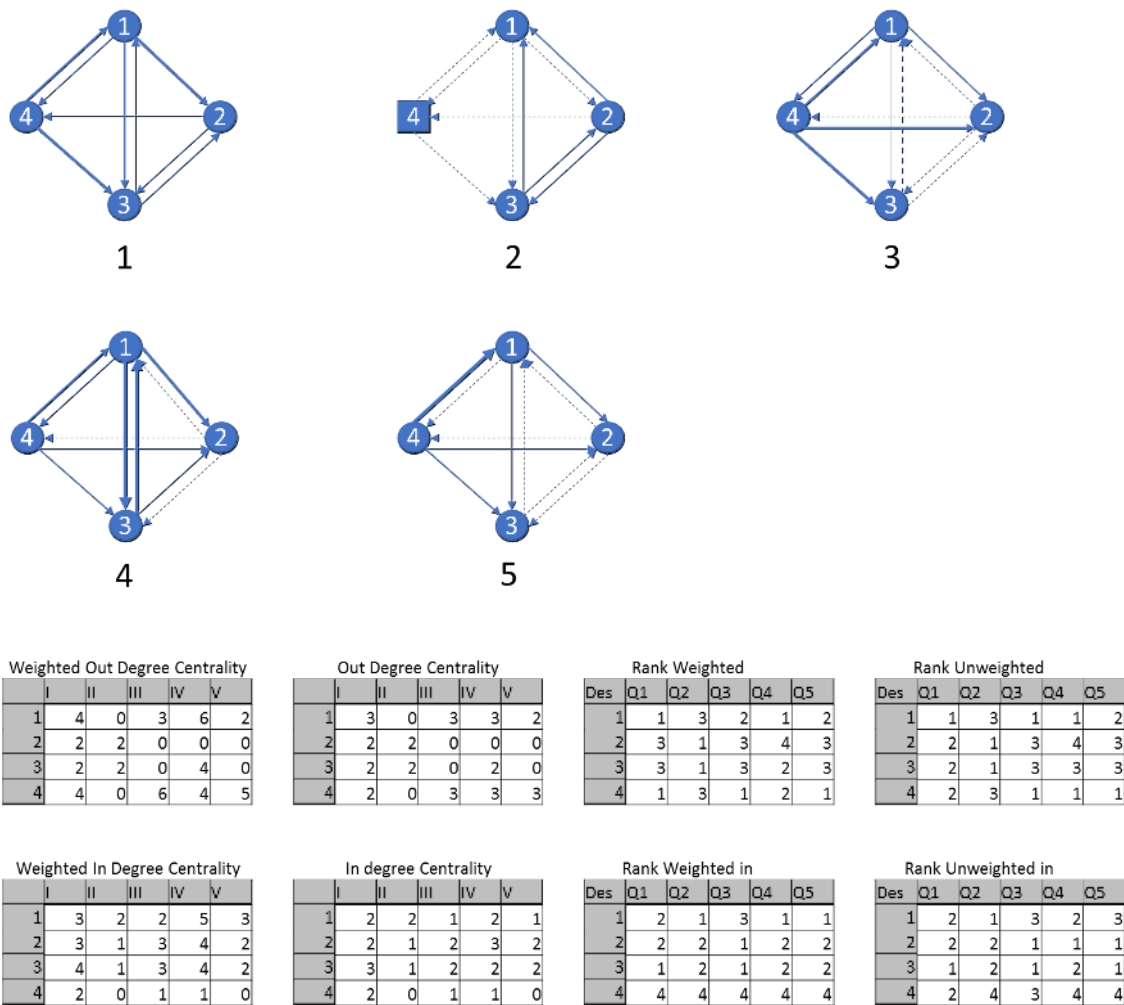 1 1 1
4 2 4 2 4 2
3 3 3
1 2 3
1 1
4 2 4 2
3 3
4 5
Weighted Out Degree Centrality Out Degree Centrality Rank Weighted Rank Unweighted
I II III IV V I II III IV V Des Q1 Q2 Q3 Q4 Q5 Des Q1 Q2 Q3 Q4 Q5
1 4 0 3 6 2 1 3 0 3 3 2 1 1 3 2 1 2 1 1 3 1 1 2
2 2 2 0 0 0 2 2 2 0 0 0 2 3 1 3 4 3 2 2 1 3 4 3
3 2 2 0 4 0 3 2 2 0 2 0 3 3 1 3 2 3 3 2 1 3 3 3
4 4 0 6 4 5 4 2 0 3 3 3 4 1 3 1 2 1 4 2 3 1 1 1
Weighted In Degree Centrality In degree Centrality Rank Weighted in Rank Unweighted in
I II III IV V I II III IV V Des Q1 Q2 Q3 Q4 Q5 Des Q1 Q2 Q3 Q4 Q5
1 3 2 2 5 3 1 2 2 1 2 1 1 2 1 3 1 1 1 2 1 3 2 3
2 3 1 3 4 2 2 2 1 2 3 2 2 2 2 1 2 2 2 2 2 1 1 1
3 4 1 3 4 2 3 3 1 2 2 2 3 1 2 1 2 2 3 1 2 1 2 1
4 2 0 1 1 0 4 2 0 1 1 0 4 4 4 4 4 4 4 2 4 3 4 4